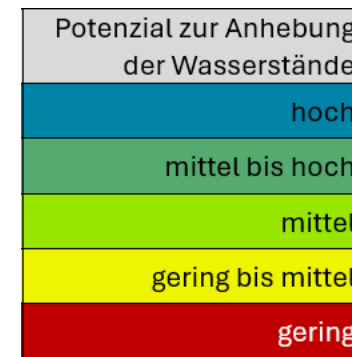 Potenzial zur Anhebung
der Wasserstände
hoch
mittel bis hoch
mittel
gering bis mittel
gering